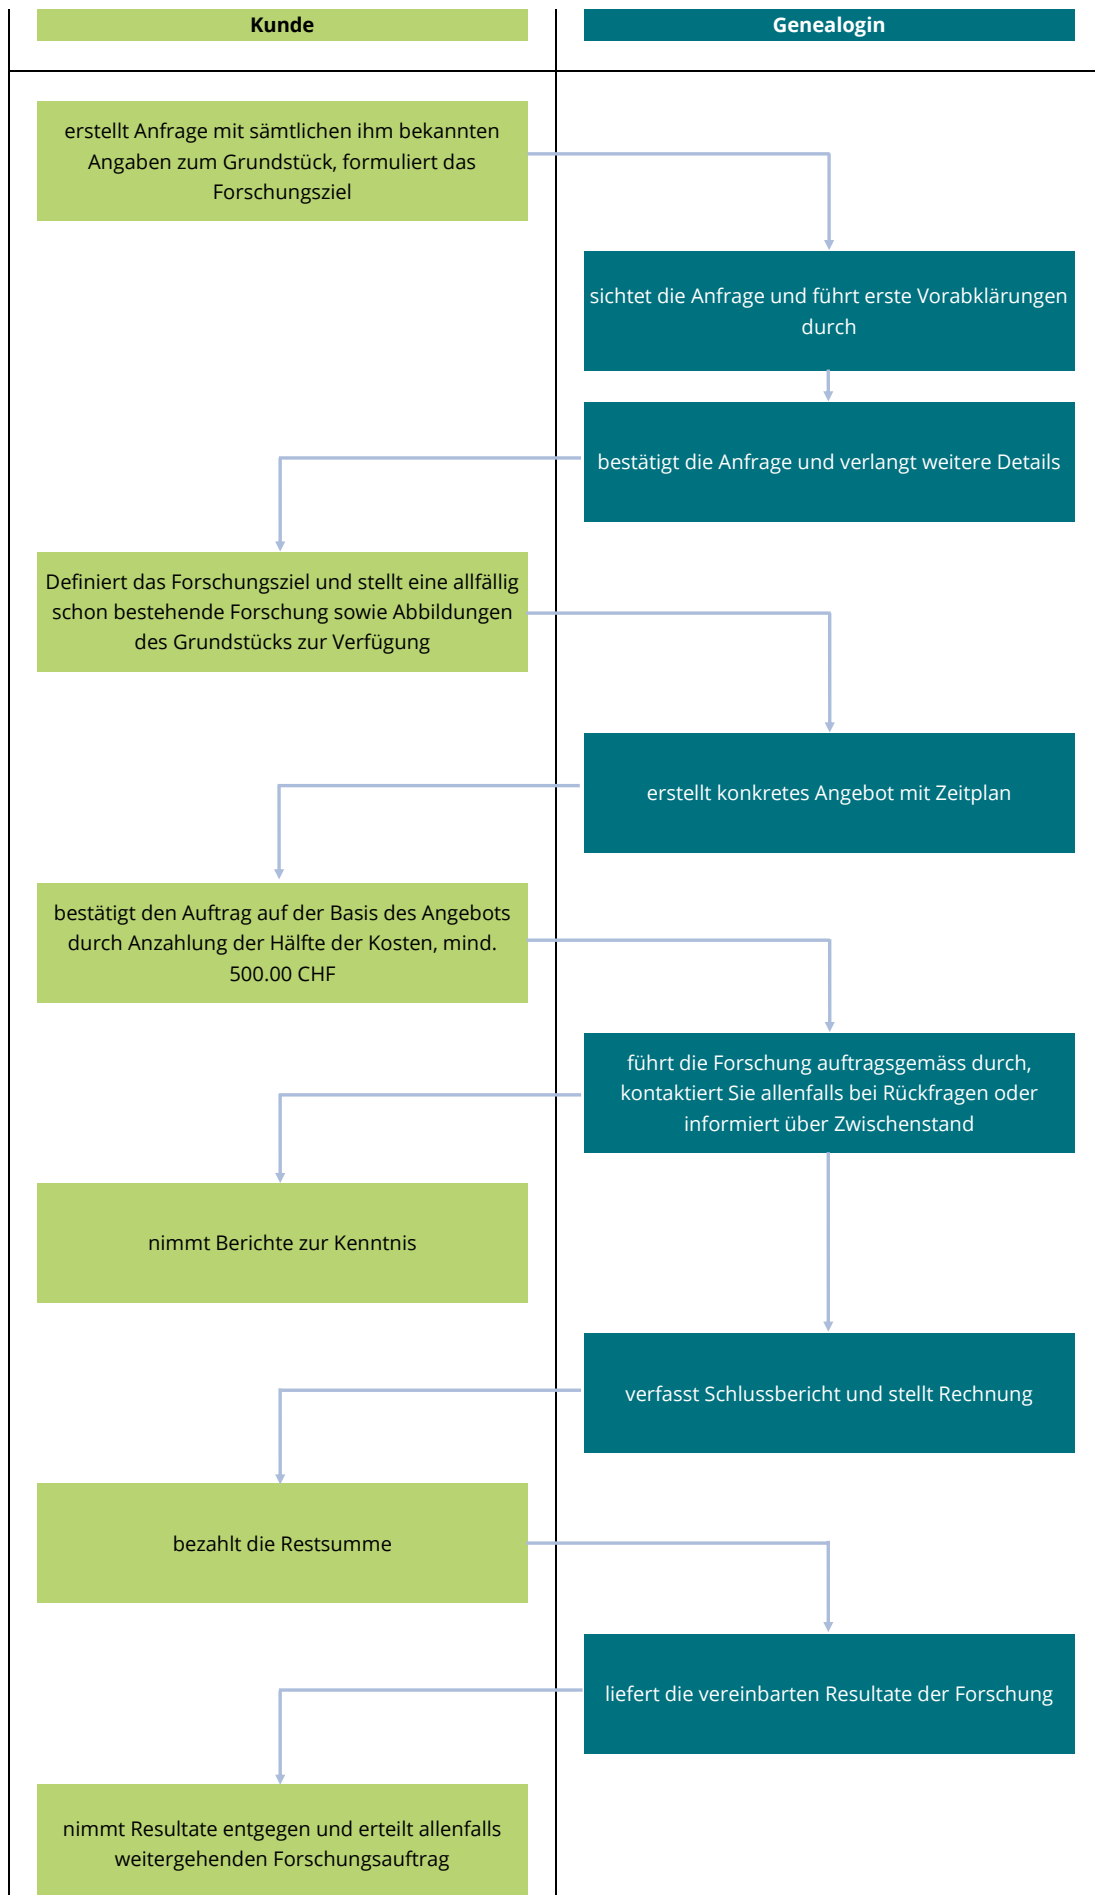 Kunde
Genealogin
erstellt Anfrage mit sämtlichen ihm bekannten
Angaben zum Grundstück, formuliert das
Forschungsziel
sichtet die Anfrage und führt erste Vorabklärungen
durch
bestätigt die Anfrage und verlangt weitere Details
Definiert das Forschungsziel und stellt eine allfällig
schon bestehende Forschung sowie Abbildungen
des Grundstücks zur Verfügung
erstellt konkretes Angebot mit Zeitplan
bestätigt den Auftrag auf der Basis des Angebots
durch Anzahlung der Hälfte der Kosten, mind.
500.00 CHF
führt die Forschung auftragsgemäss durch,
kontaktiert Sie allenfalls bei Rückfragen oder
informiert über Zwischenstand
nimmt Berichte zur Kenntnis
verfasst Schlussbericht und stellt Rechnung
bezahlt die Restsumme
liefert die vereinbarten Resultate der Forschung
nimmt Resultate entgegen und erteilt allenfalls
weitergehenden Forschungsauftrag